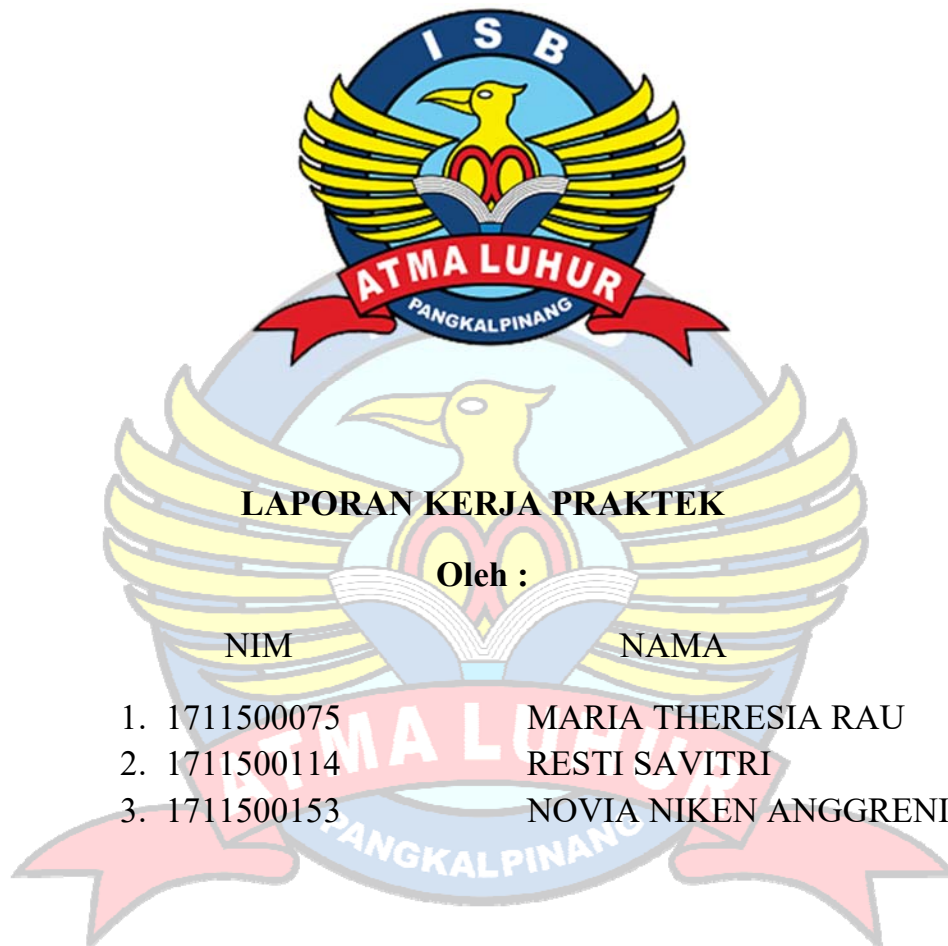 ISB
ATMA LUHUR
PANGKALPINANG
LAPORAN KERJA PRAKTEK
Oleh :
NIM NAMA
1. 1711500075 MARIA THERESIA RAU
2. 1711500114 RESTI SAVITRI
3. 1711500153 NOVIA NIKEN ANGGRENI
ATMA LUHUR
PANGKALPINANG